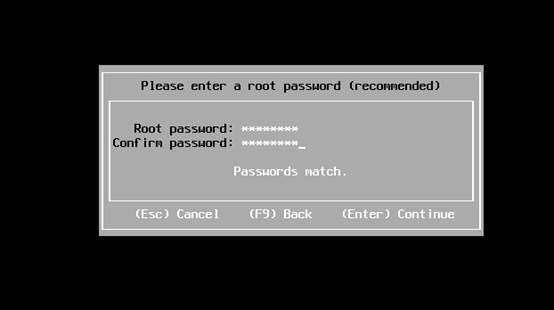 Please enter a root password (recommended)
Root password: ********
Confirm password: ********_
Passwords match.
(Esc) Cancel (F9) Back (Enter) Continue